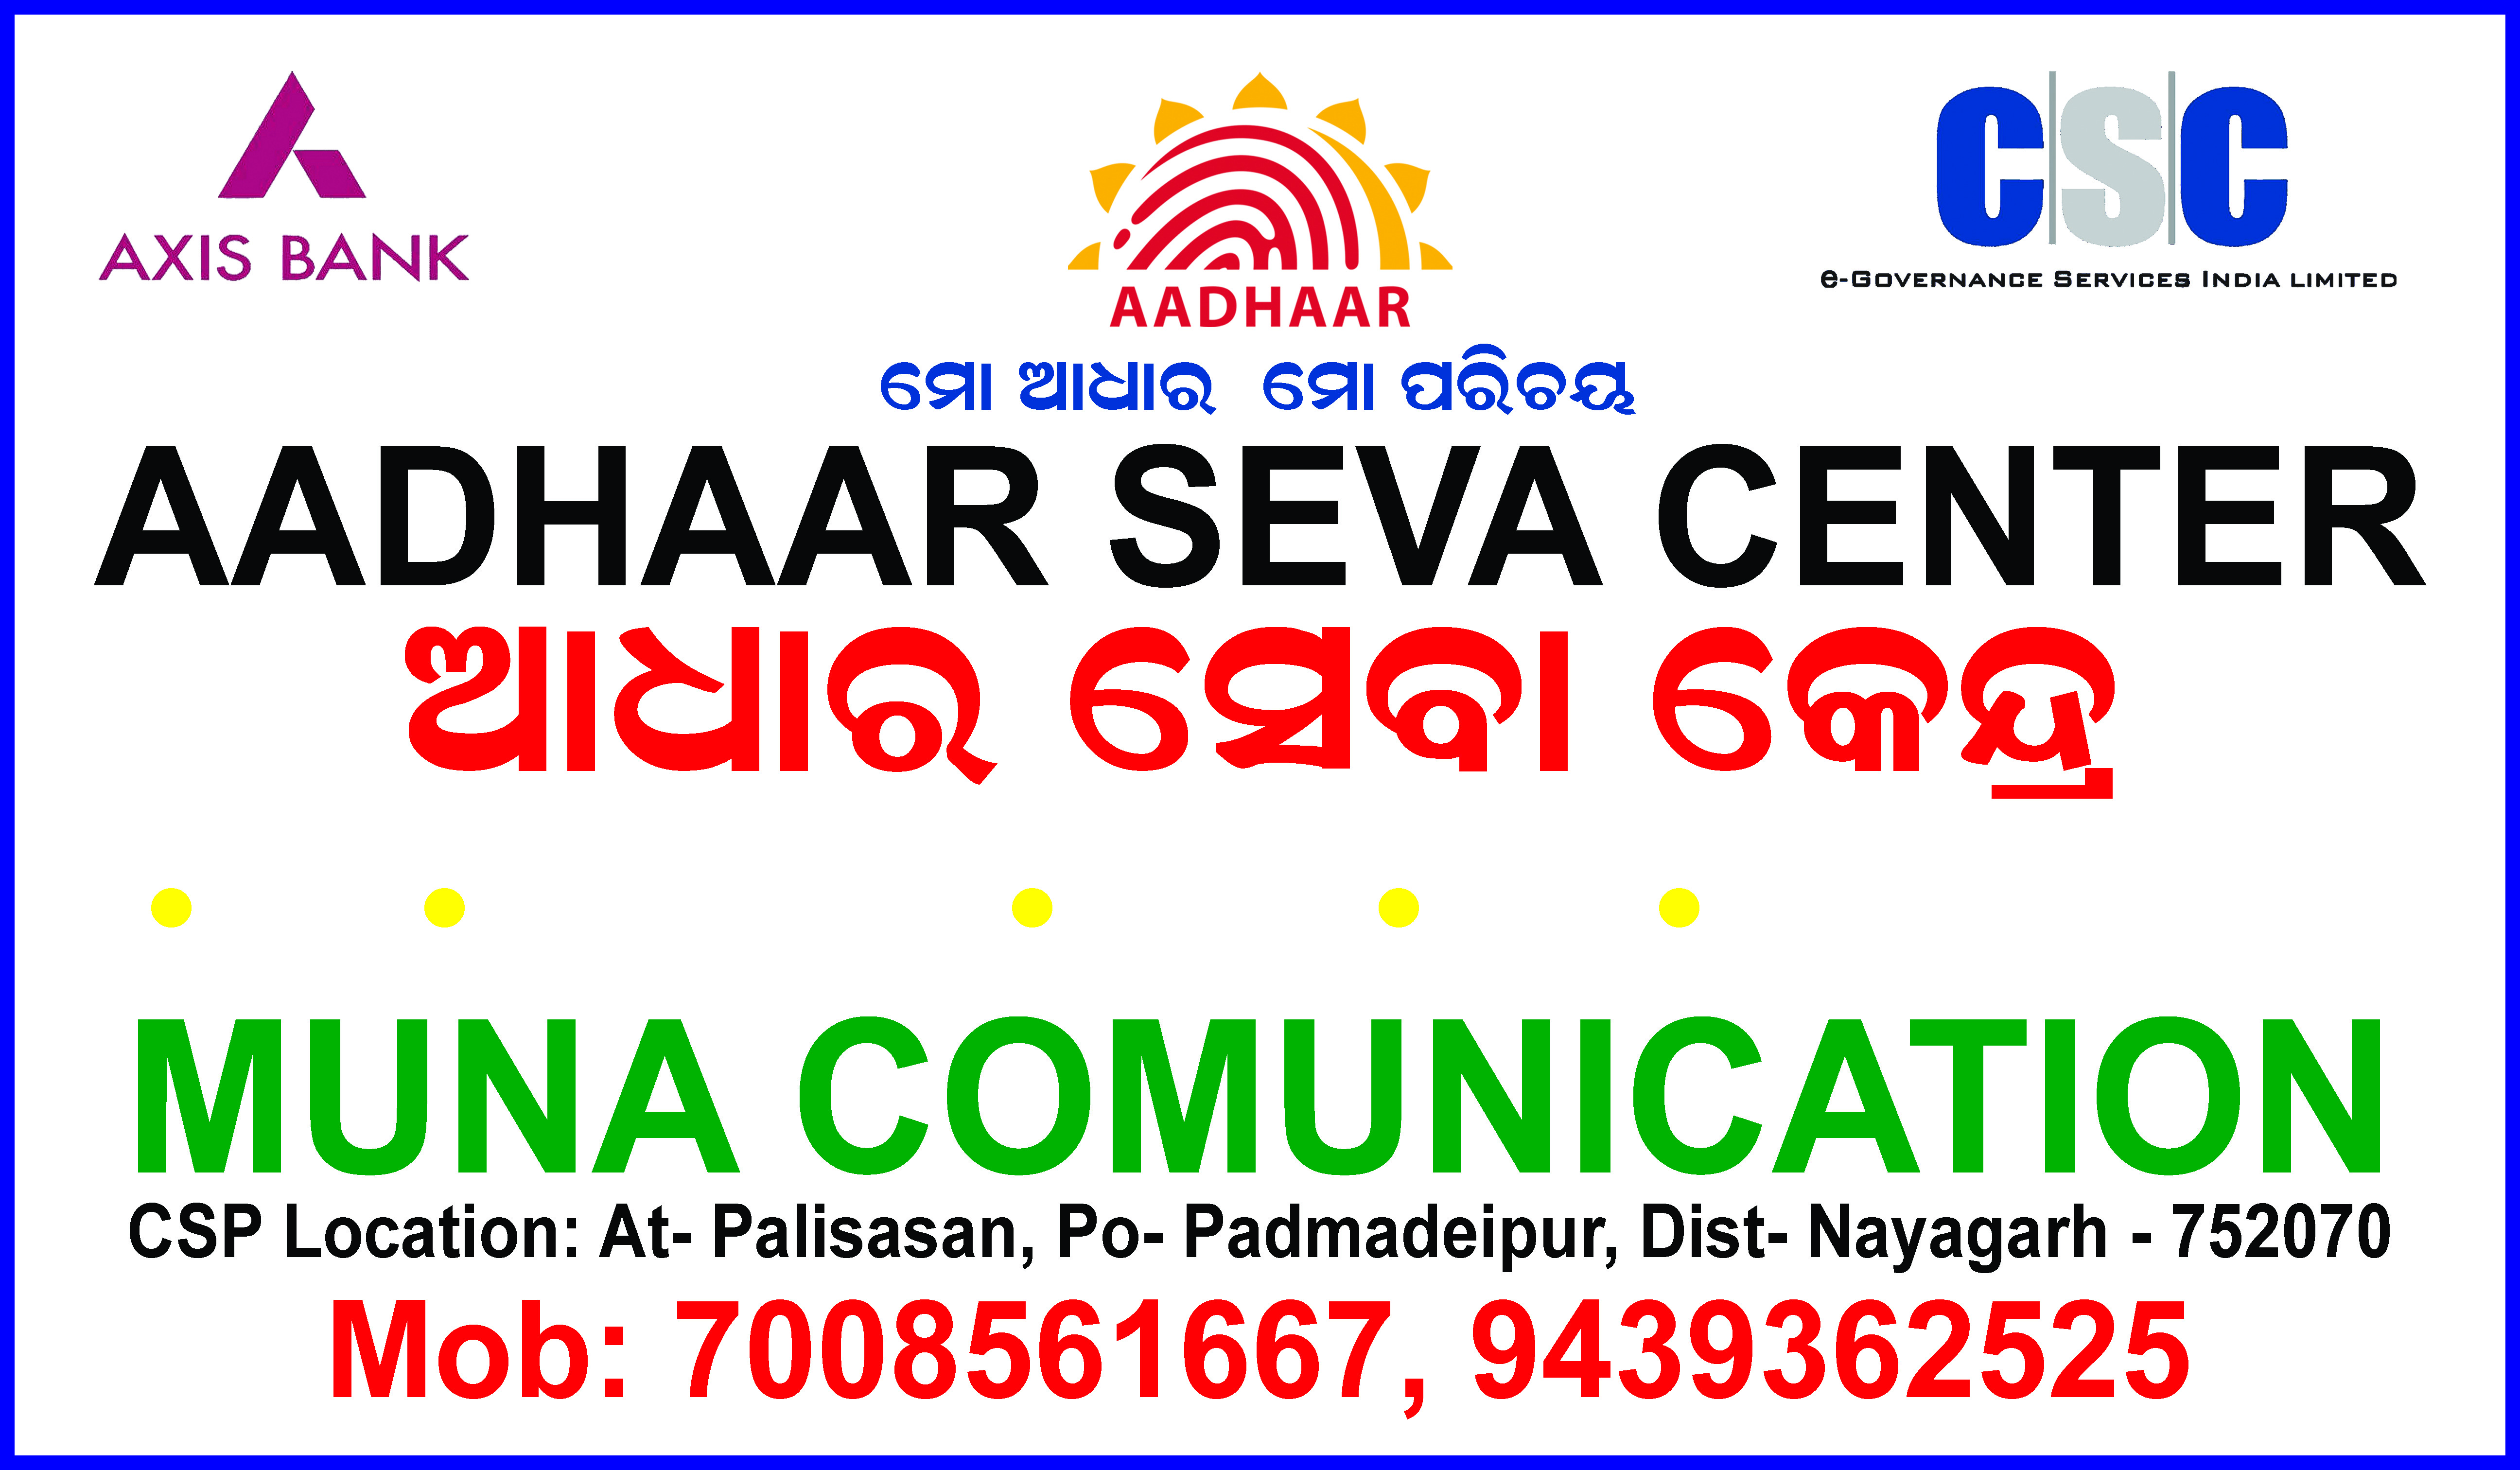 AXIS BANK
AADHAAR
CSC
e-Governance Services India Limited
ମୋ ଆଧାର ମୋ ପରିଚୟ
AADHAAR SEVA CENTER
ଆଧାର ସେବା କେନ୍ଦ୍ର
MUNA COMUNICATION
CSP Location: At- Palisasan, Po- Padmadeipur, Dist- Nayagarh - 752070
Mob: 7008561667, 9439362525